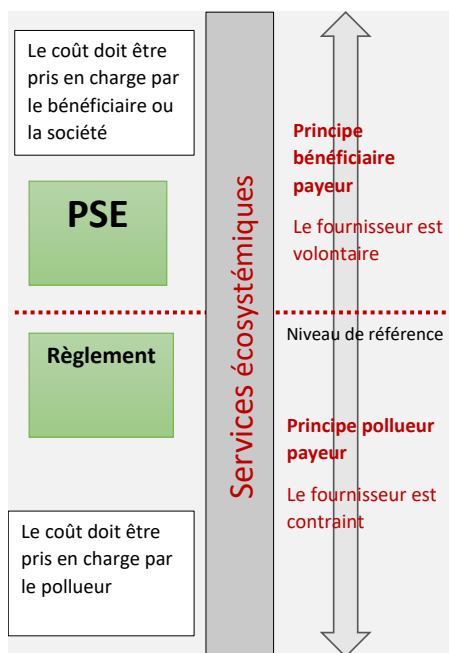 Le coût doit être
pris en charge par
le bénéficiaire ou
la société
PSE
Règlement
Le coût doit être
pris en charge par
le pollueur
Services écosystémiques
Principe
bénéficiaire
payeur
Le fournisseur est
volontaire
Niveau de référence
Principe pollueur
payeur
Le fournisseur est
contraint